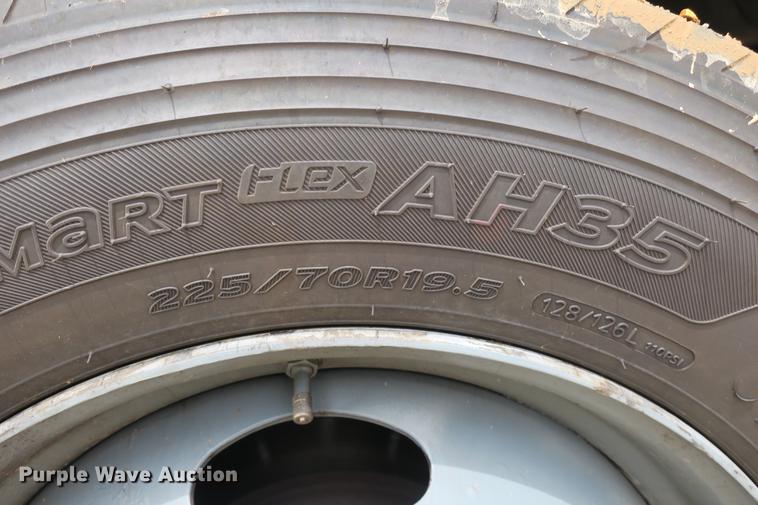 MART FLEX AH35
225/70R19.5
128/126L 110PSI
Purple Wave Auction